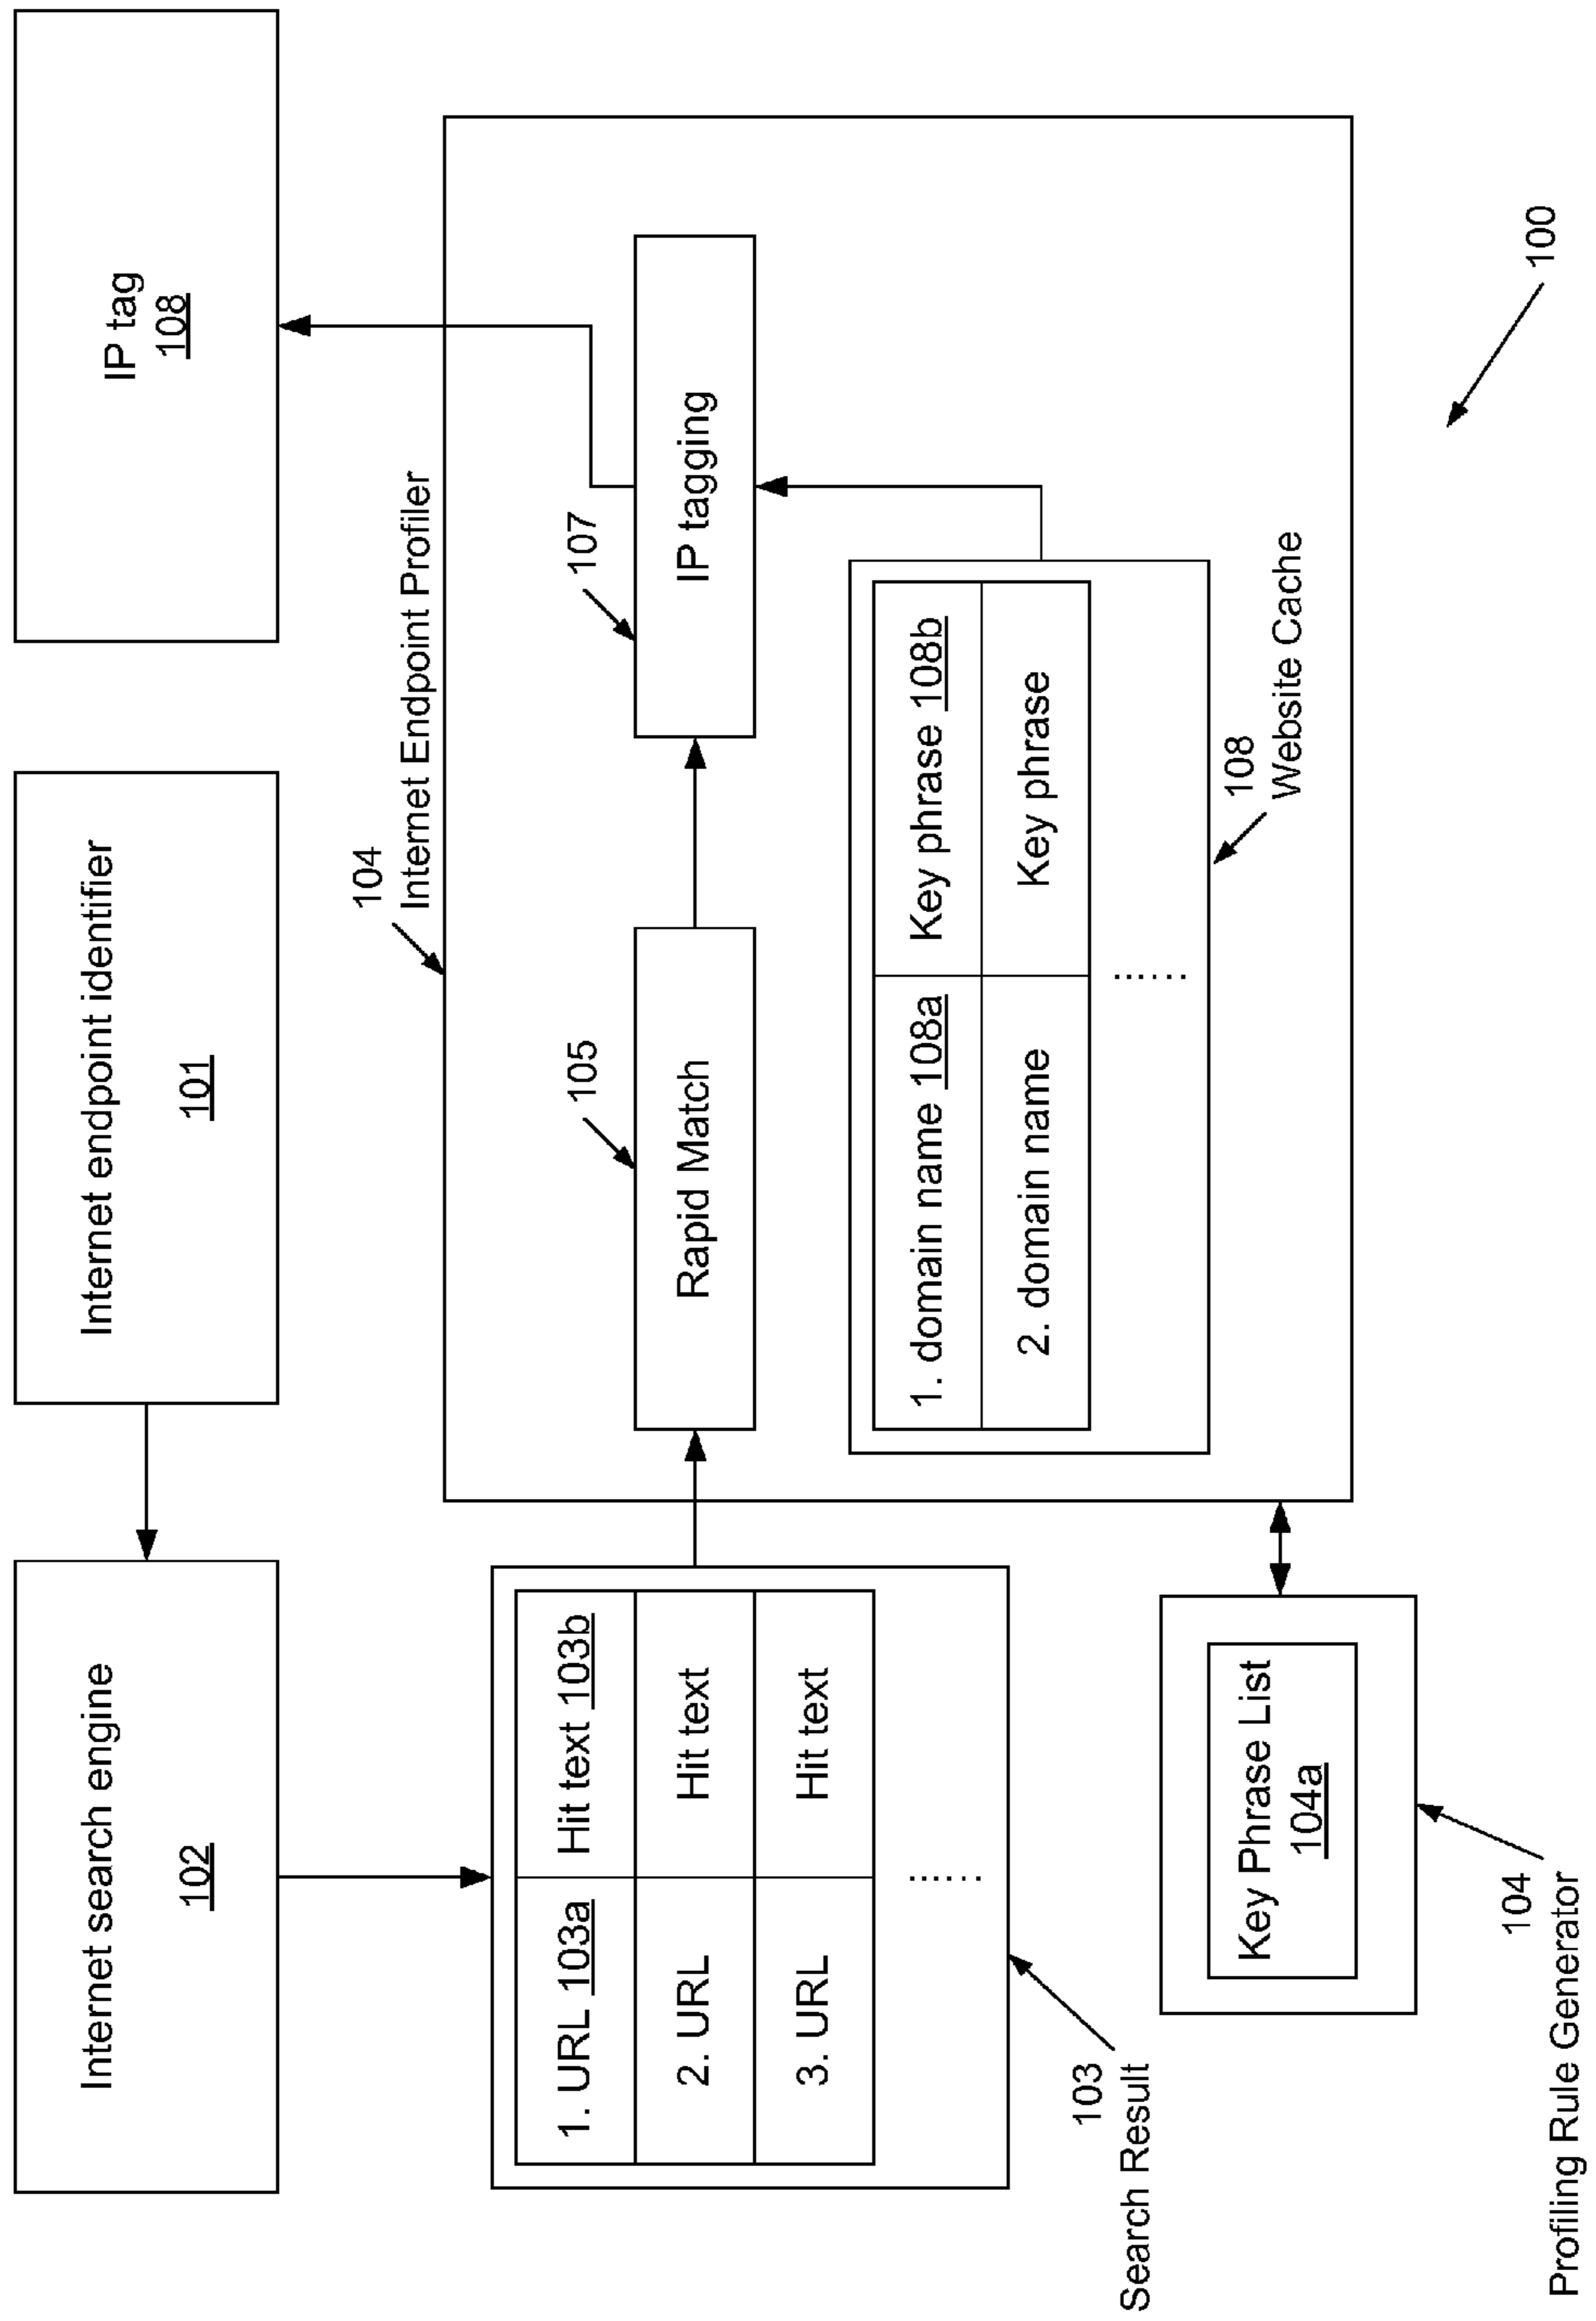 Internet search engine
102
Internet endpoint identifier
101
IP tag
108
104
Internet Endpoint Profiler
1. URL 103a
Hit text 103b
2. URL
Hit text
3. URL
Hit text
......
103
Search Result
105
Rapid Match
107
IP tagging
1. domain name 108a
Key phrase 108b
2. domain name
Key phrase
......
108
Website Cache
Key Phrase List
104a
104
Profiling Rule Generator
100